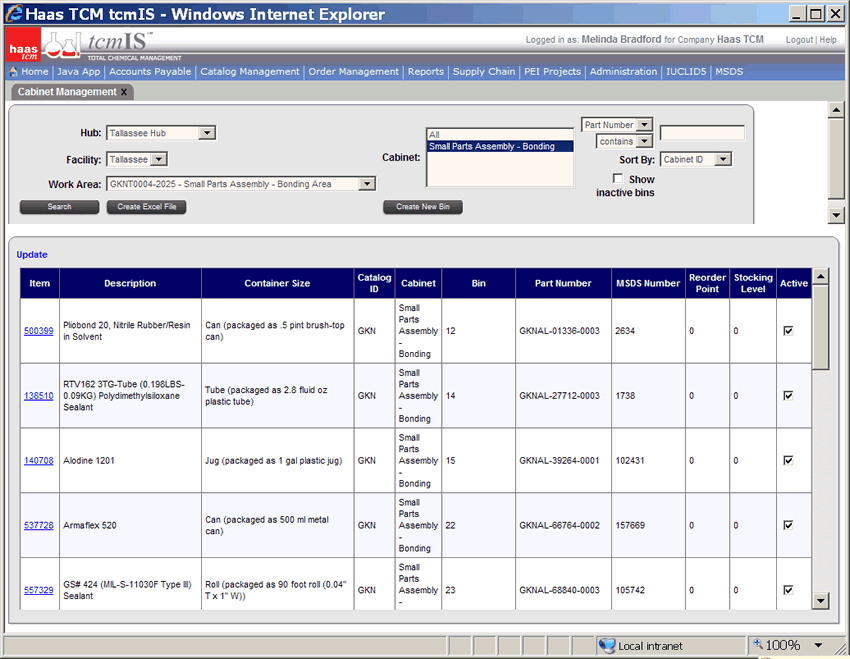 Haas TCM tcmIS - Windows Internet Explorer
haas tcm
tcmIS™
TOTAL CHEMICAL MANAGEMENT
Logged in as: Melinda Bradford for Company Haas TCM
Logout | Help
Home | Java App | Accounts Payable | Catalog Management | Order Management | Reports | Supply Chain | PEI Projects | Administration | IUCLIDS | MSDS
Cabinet Management x
Hub: Tallassee Hub
Facility: Tallassee
Work Area: GKNT0004-2025 - Small Parts Assembly - Bonding Area
Cabinet:
All
Small Parts Assembly - Bonding
Part Number
contains
Sort By: Cabinet ID
Show
inactive bins
Search
Create Excel File
Create New Bin
Update
Item Description Container Size Catalog ID Cabinet Bin Part Number MSDS Number Reorder Point Stocking Level Active
500399 Pliobond 20, Nitrile Rubber/Resin in Solvent Can (packaged as .5 pint brush-top can) GKN Small Parts Assembly - Bonding 12 GKNAL-01336-0003 2634 0 0
138510 RTV162 3TG-Tube (0.198LBS-0.09KG) Polydimethylsiloxane Sealant Tube (packaged as 2.8 fluid oz plastic tube) GKN Small Parts Assembly - Bonding 14 GKNAL-27712-0003 1738 0 0
140708 Alodine 1201 Jug (packaged as 1 gal plastic jug) GKN Small Parts Assembly - Bonding 15 GKNAL-39264-0001 102431 0 0
537728 Armaflex 520 Can (packaged as 500 ml metal can) GKN Small Parts Assembly - Bonding 22 GKNAL-66764-0002 157669 0 0
557329 GS# 424 (MIL-S-11030F Type III) Sealant Roll (packaged as 90 foot roll (0.04" T x 1" W)) GKN Small Parts Assembly - 23 GKNAL-68840-0003 105742 0 0
Local intranet
100%